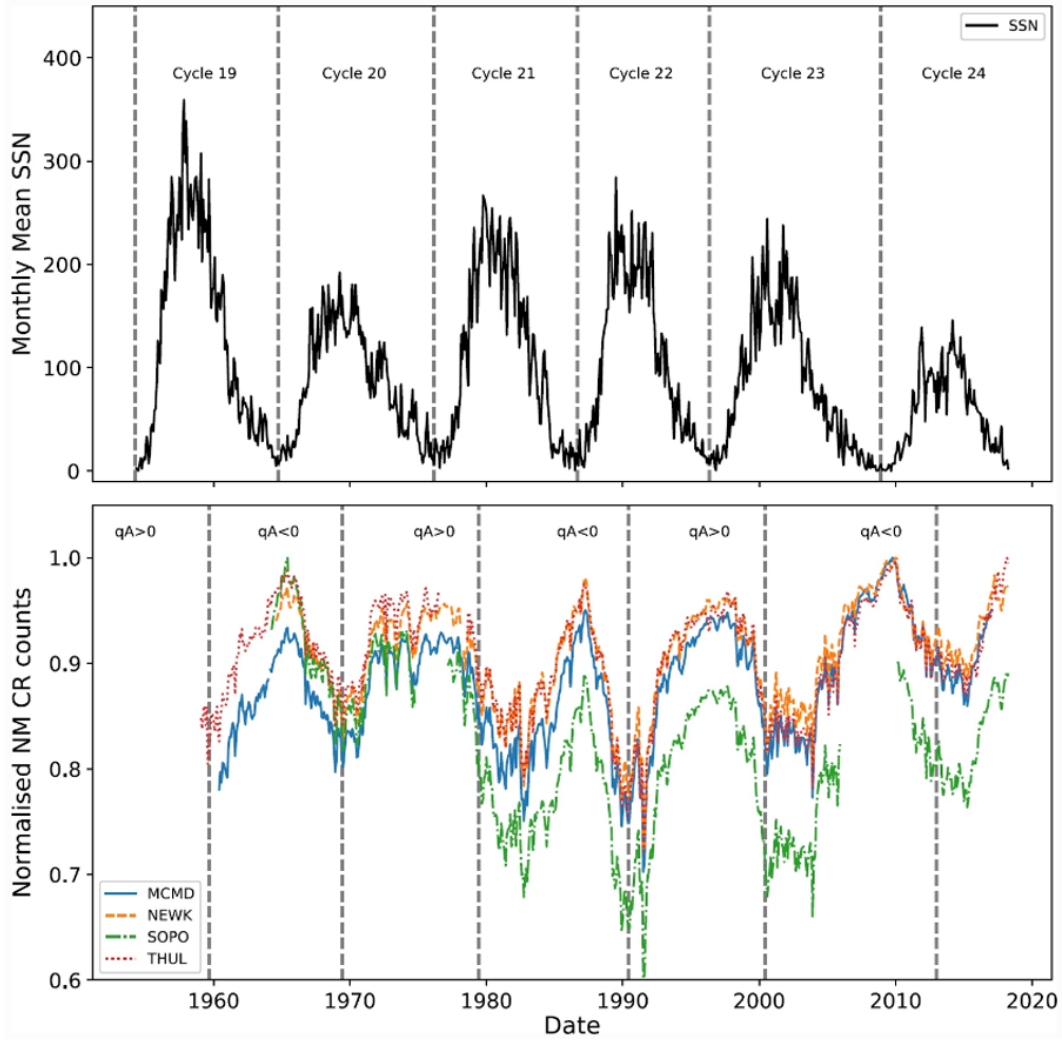 Monthly Mean SSN
400
300
200
100
0
SSN
Cycle 19
Cycle 20
Cycle 21
Cycle 22
Cycle 23
Cycle 24
Normalised NM CR counts
1.0
0.9
0.8
0.7
0.6
qA>0
qA<0
qA>0
qA<0
qA>0
qA<0
MCMD
NEWK
SOPO
THUL
1960
1970
1980
1990
2000
2010
2020
Date